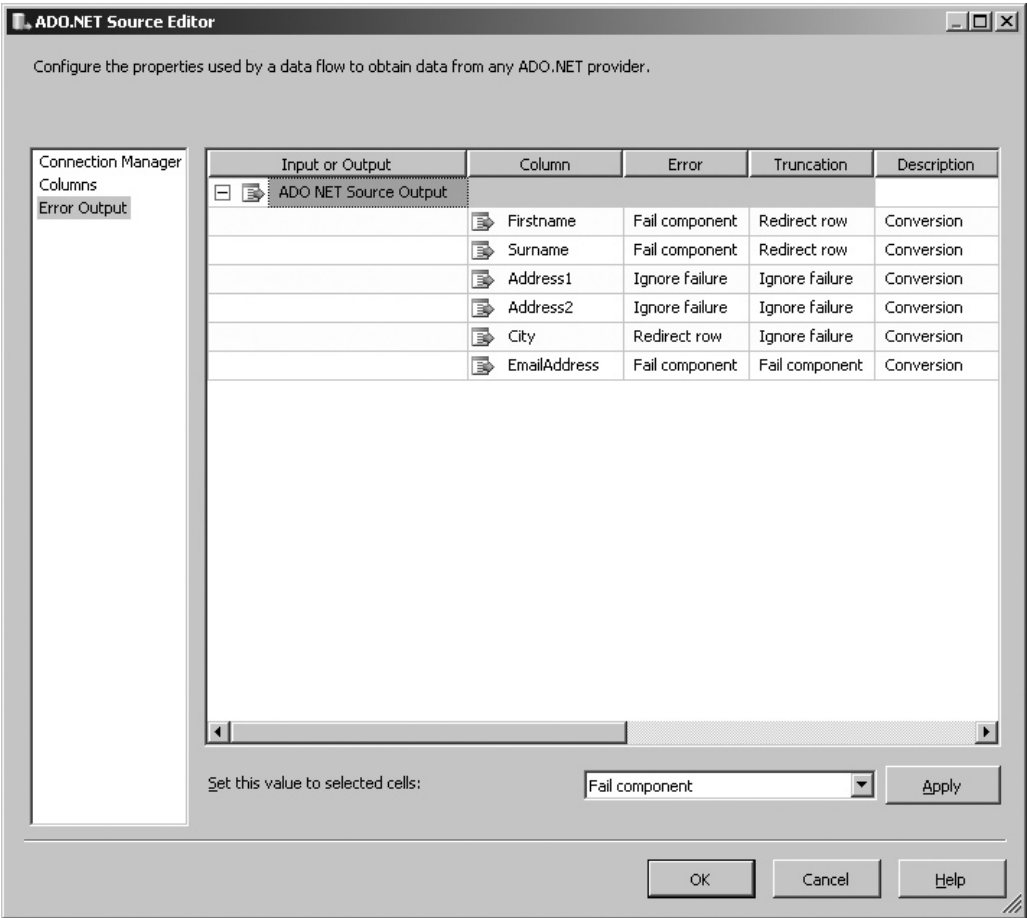 ADO.NET Source Editor
Configure the properties used by a data flow to obtain data from any ADO.NET provider.
Connection Manager
Columns
Error Output
Input or Output Column Error Truncation Description
ADO NET Source Output
Firstname Fail component Redirect row Conversion
Surname Fail component Redirect row Conversion
Address1 Ignore failure Ignore failure Conversion
Address2 Ignore failure Ignore failure Conversion
City Redirect row Ignore failure Conversion
EmailAddress Fail component Fail component Conversion
Set this value to selected cells: Fail component Apply
OK Cancel Help